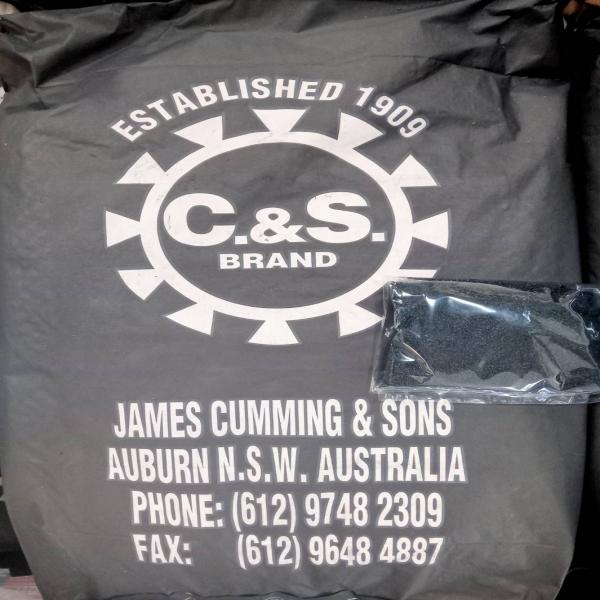 ESTABLISHED 1909
C.&S.
BRAND
JAMES CUMMING & SONS
AUBURN N.S.W. AUSTRALIA
PHONE: (612) 9748 2309
FAX: (612) 9648 4887